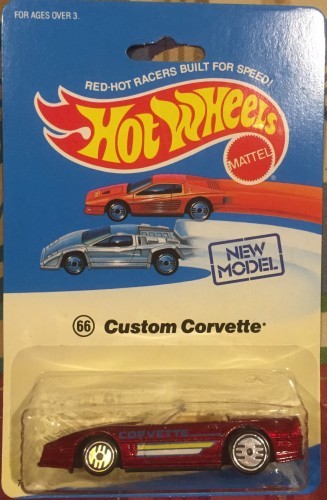 FOR AGES OVER 3.
RED-HOT RACERS BUILT FOR SPEED!
Hot Wheels
MATTEL
NEW
MODEL
66 Custom Corvette
CORVETTE